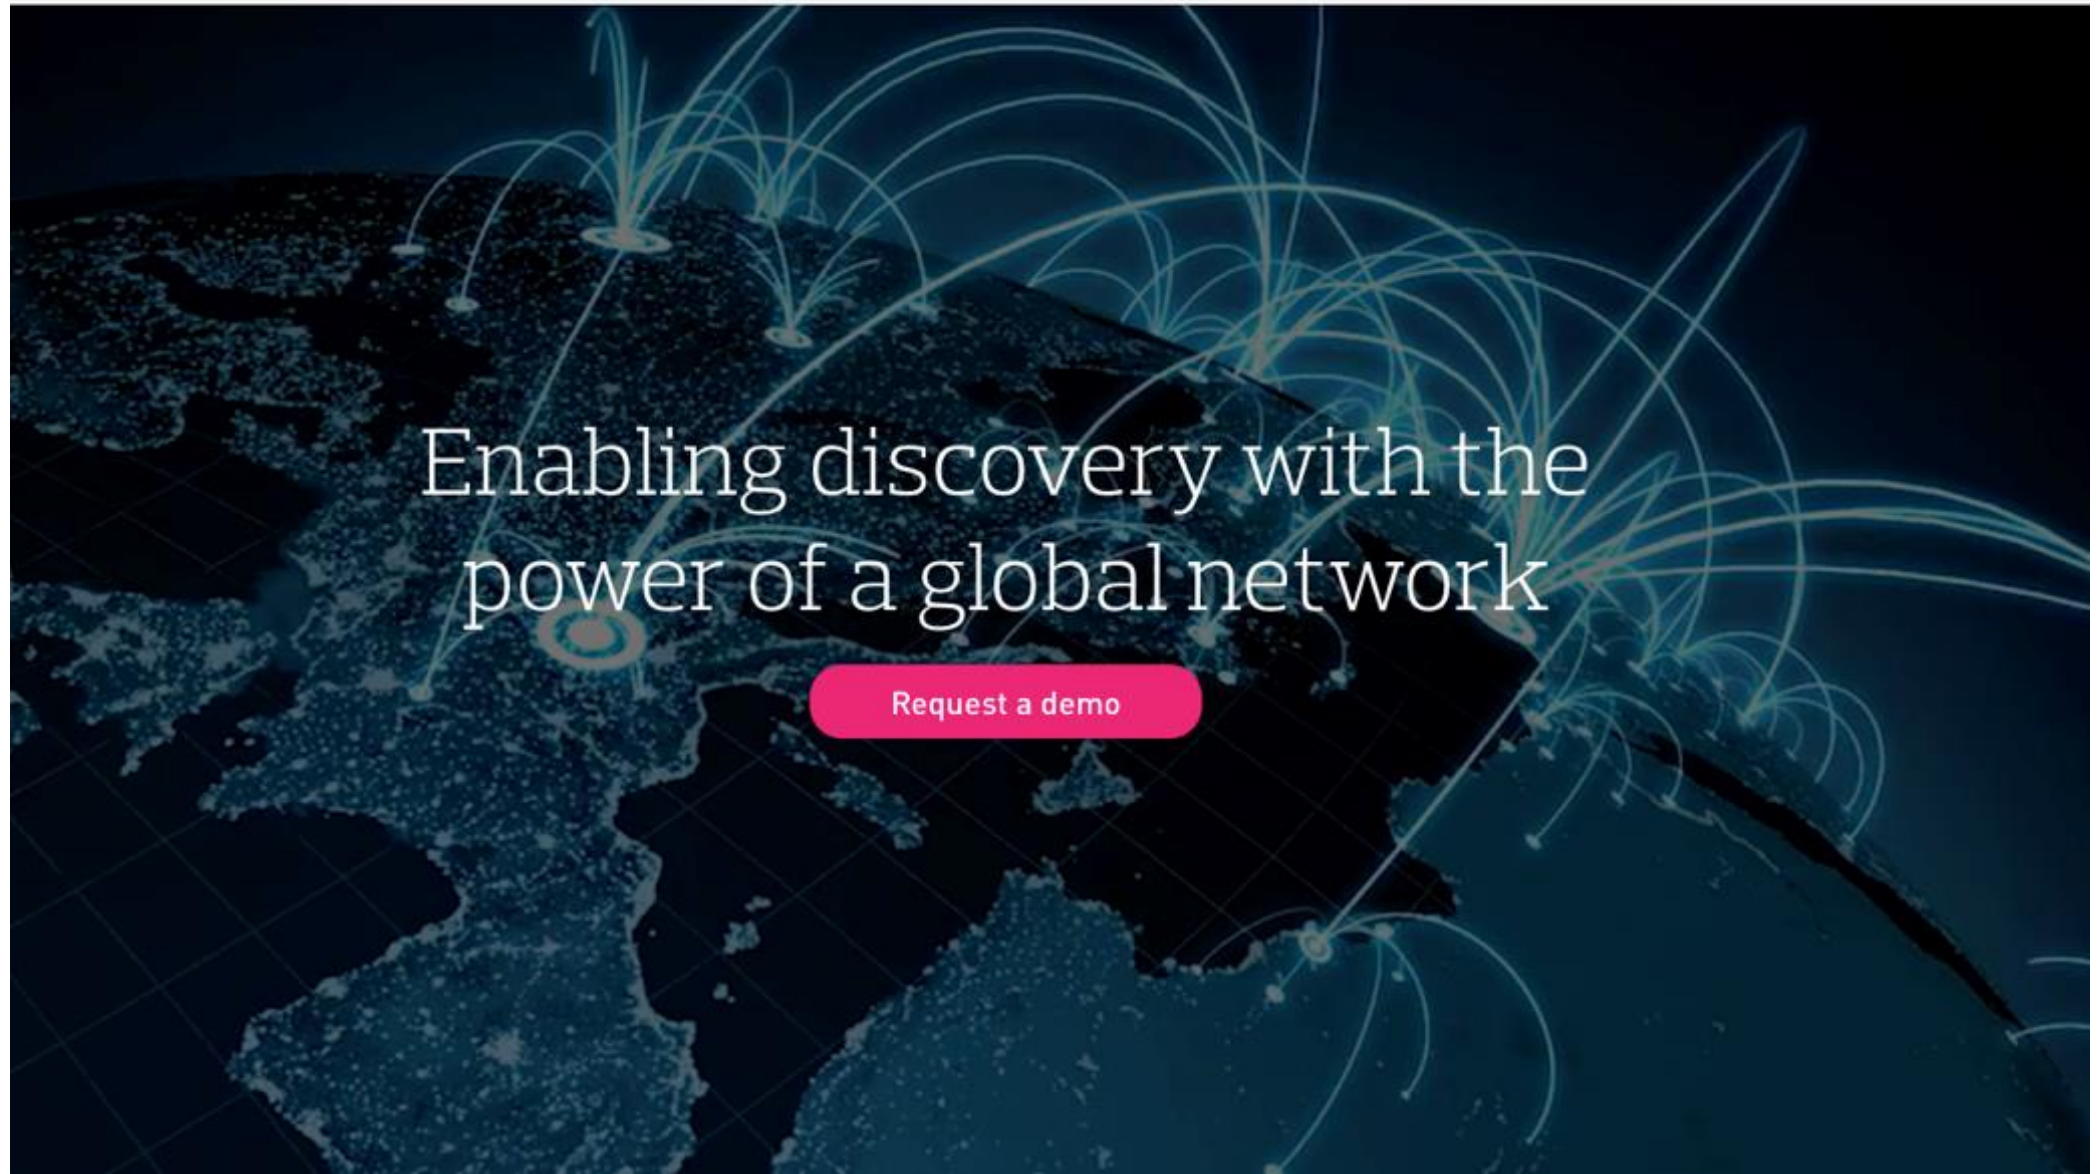 Enabling discovery with the
power of a global network
Request a demo